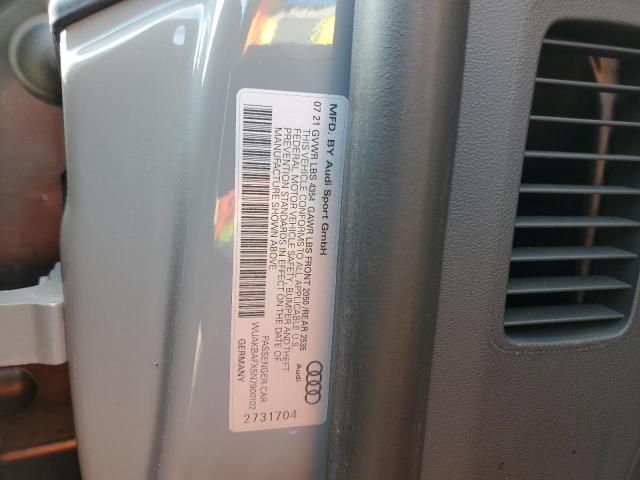 MFD. BY Audi Sport GmbH
07 21 GVWR LBS 4354 GAWR LBS FRONT 2050 /REAR 2535
THIS VEHICLE CONFORMS TO ALL APPLICABLE U.S.
FEDERAL MOTOR VEHICLE SAFETY, BUMPER AND THEFT
PREVENTION STANDARDS IN EFFECT ON THE DATE OF
MANUFACTURE SHOWN ABOVE
Audi
PASSENGER CAR
WUAKBAFX5N7900102
GERMANY
2731704